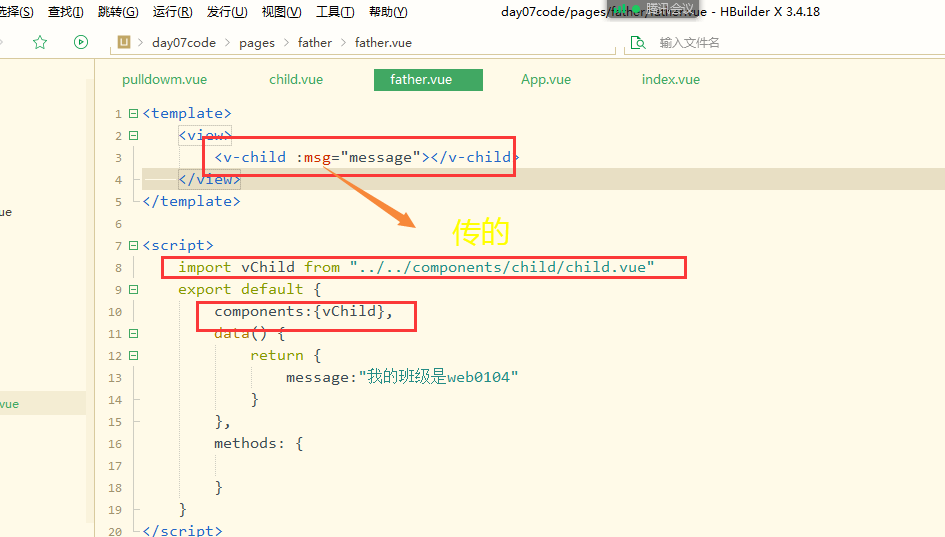 选择(S) 查找(I) 跳转(G) 运行(R) 发行(U) 视图(V) 工具(T) 帮助(Y) day07code/pages/father/father.vue - HBuilder X 3.4.18
腾讯会议
U day07code pages father father.vue 输入文件名
pulldowm.vue child.vue father.vue App.vue index.vue
1 <template>
2 <view>
3 <v-child :msg="message"></v-child>
4 </view>
5 </template>
传的
6
7 <script>
8 import vChild from "../../components/child/child.vue"
9 export default {
10 components:{vChild},
11 data() {
12 return {
13 message:"我的班级是web0104"
14 }
15 },
16 methods: {
17
18 }
19 }
20 </script>
ue
vue